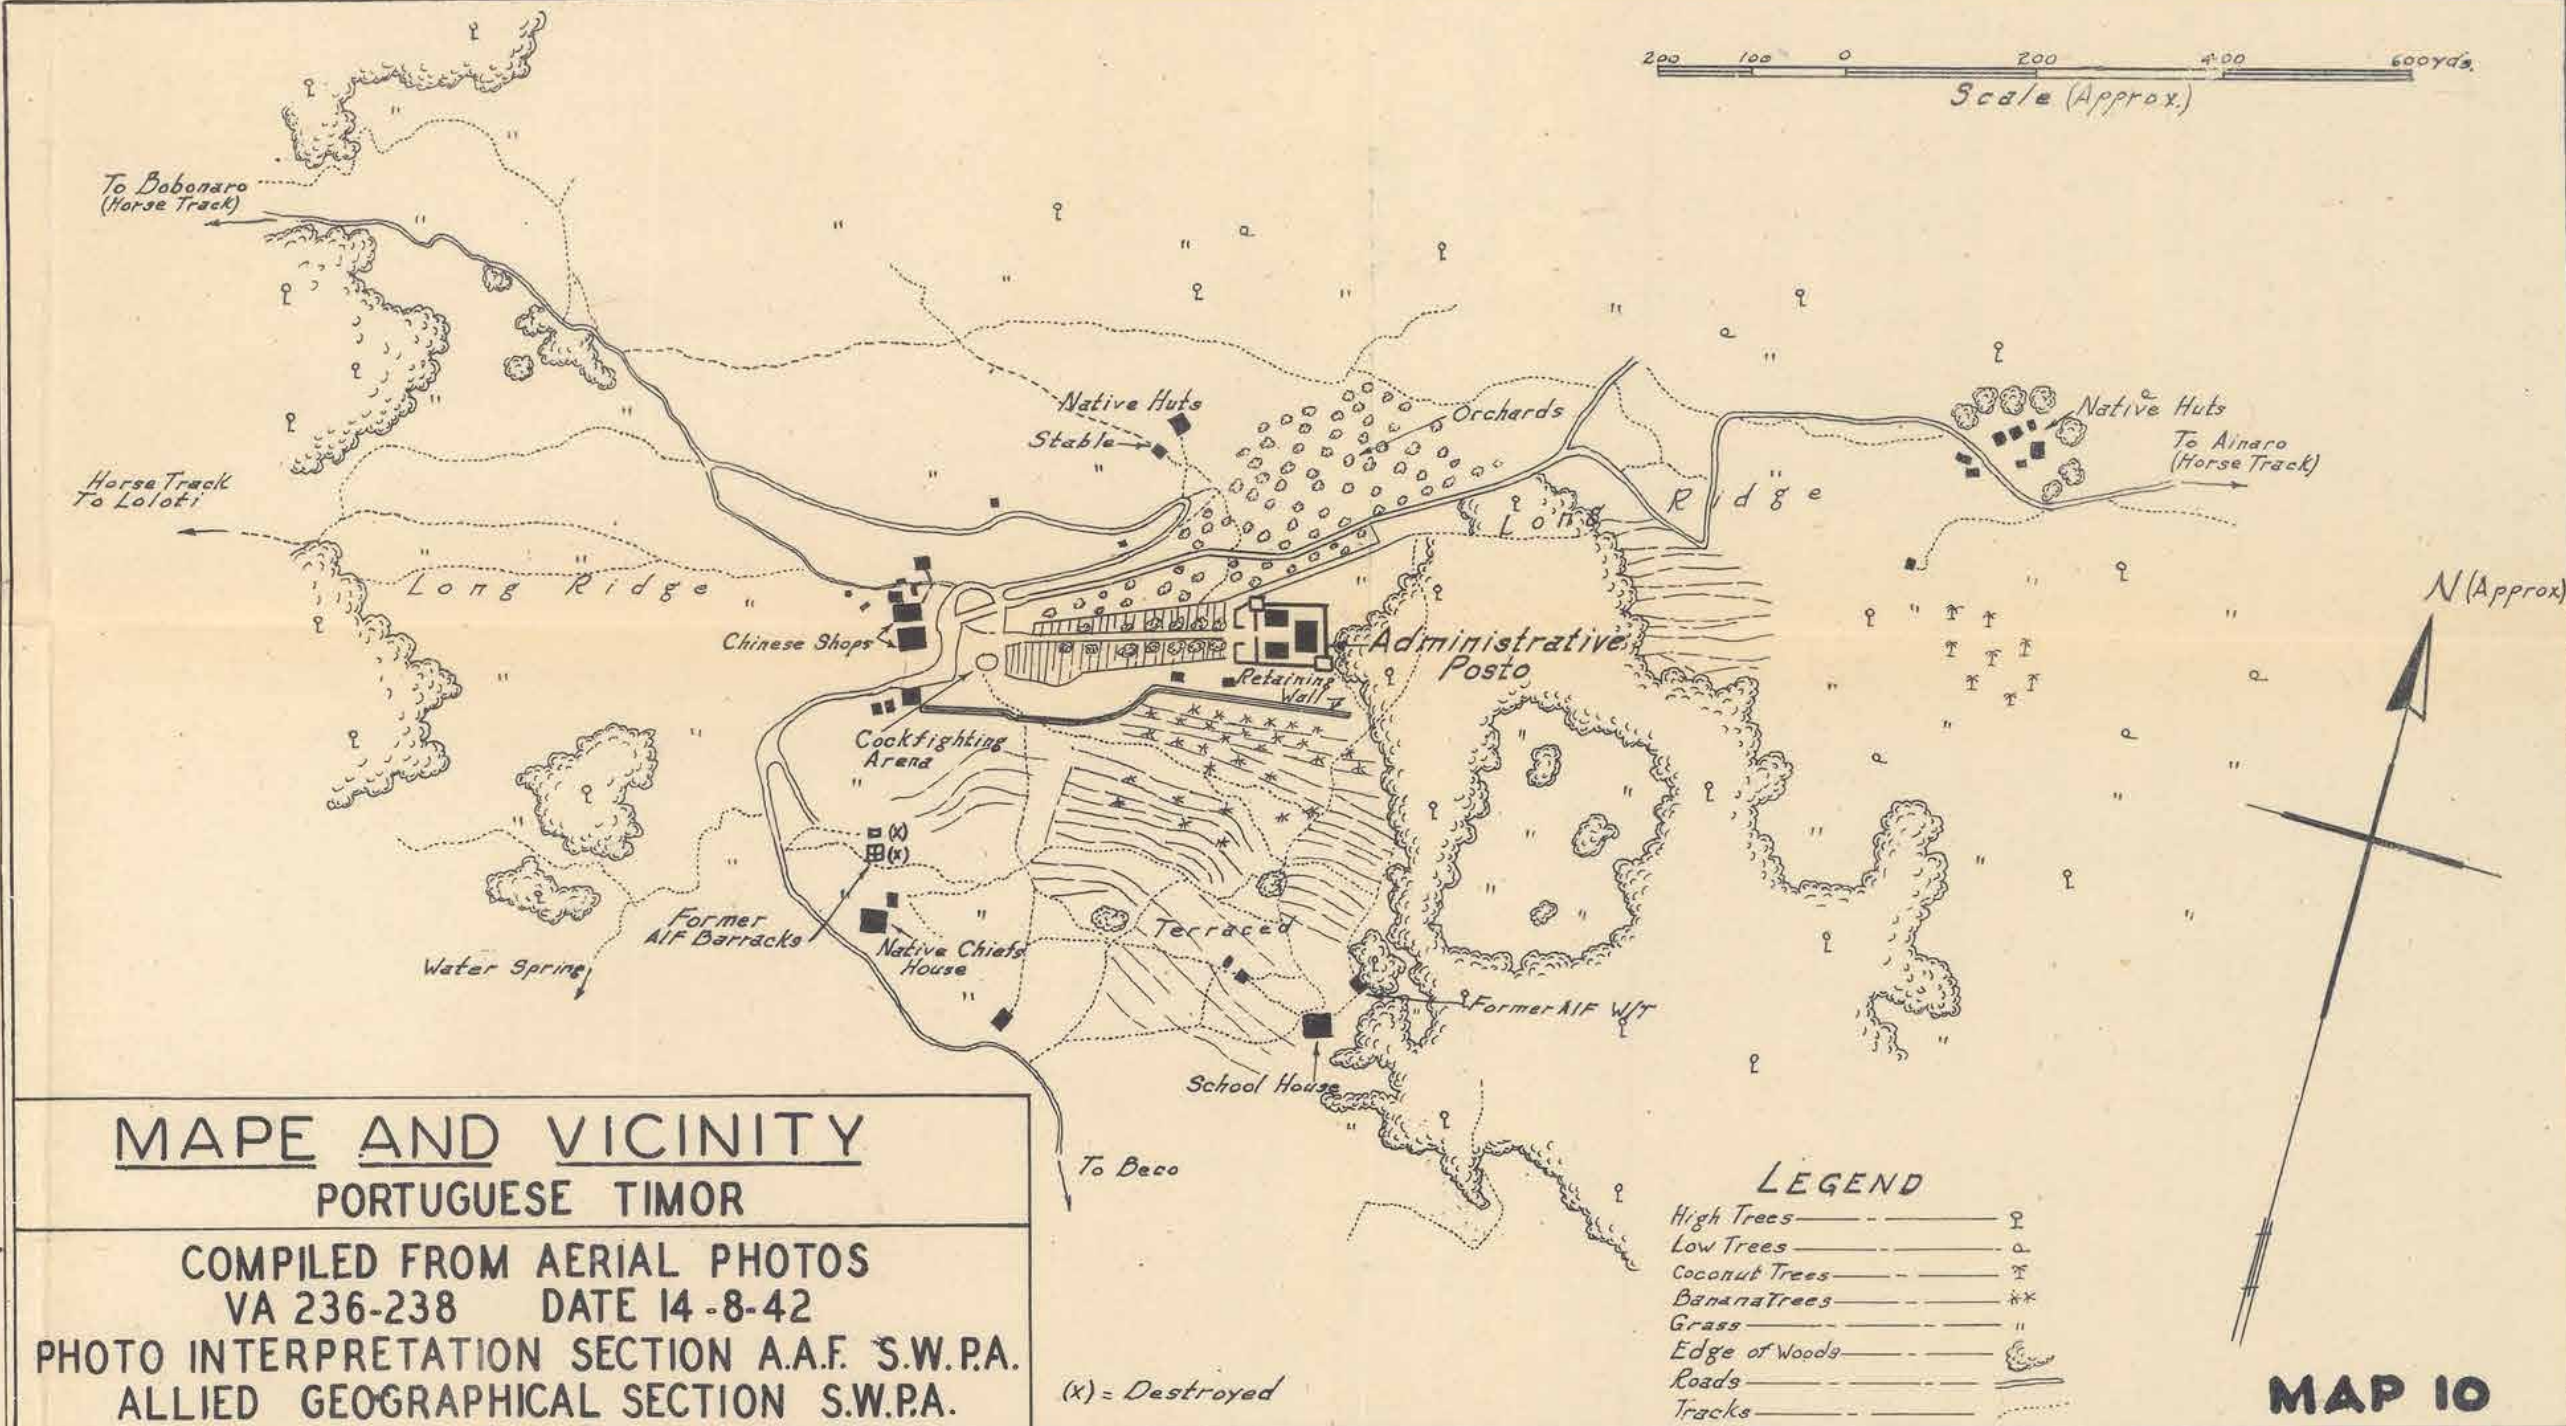 200 100 0 200 400 600 yds.
Scale (Approx.)
To Bobonaro
(Horse Track)
Native Huts
Stable
Orchards
Native Huts
To Ainaro
(Horse Track)
Horse Track
To Loloti
Long Ridge
Long Ridge
N (Approx)
Chinese Shops
Administrative
Posto
Retaining
Wall
Cockfighting
Arena
(x)
(x)
Former
AIF Barracks
Terraced
Native Chiefs
House
Water Spring
Former AIF W/T
School House
To Beco
MAPE AND VICINITY
PORTUGUESE TIMOR
COMPILED FROM AERIAL PHOTOS
VA 236-238 DATE 14-8-42
PHOTO INTERPRETATION SECTION A.A.F. S.W.P.A.
ALLIED GEOGRAPHICAL SECTION S.W.P.A.
(x) = Destroyed
LEGEND
High Trees
Low Trees
Coconut Trees
Banana Trees
Grass
Edge of Woods
Roads
Tracks
MAP 10